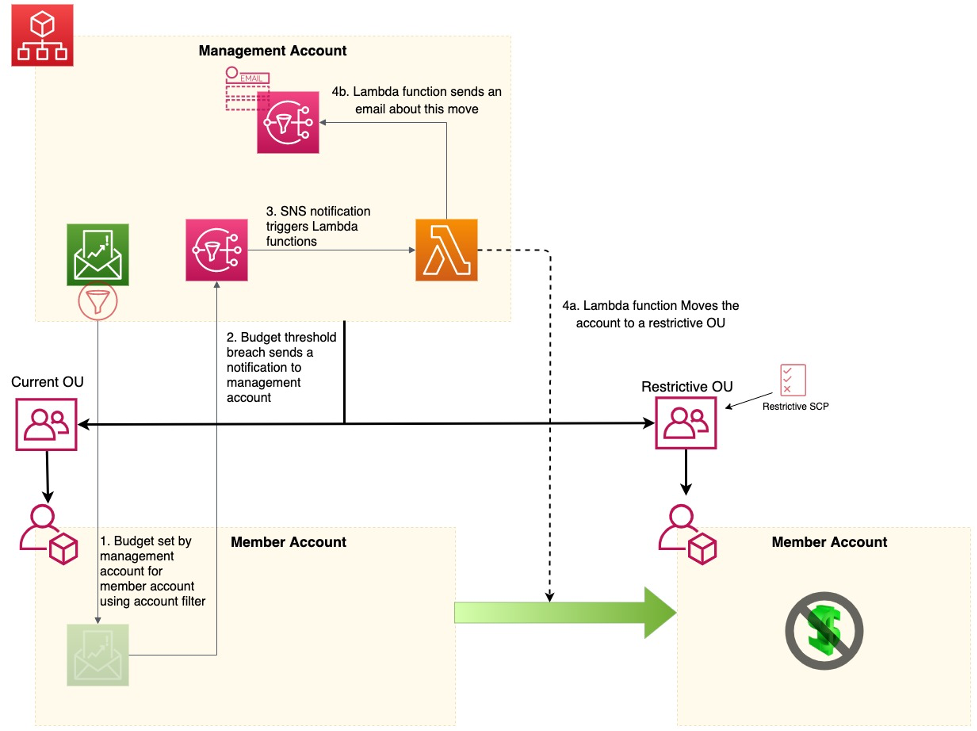 Management Account
EMAIL
4b. Lambda function sends an
email about this move
3. SNS notification
triggers Lambda
functions
4a. Lambda function Moves the
account to a restrictive OU
2. Budget threshold
breach sends a
notification to
management
account
Current OU
Restrictive OU
Restrictive SCP
1. Budget set by
management
account for
member account
using account filter
Member Account
Member Account
$